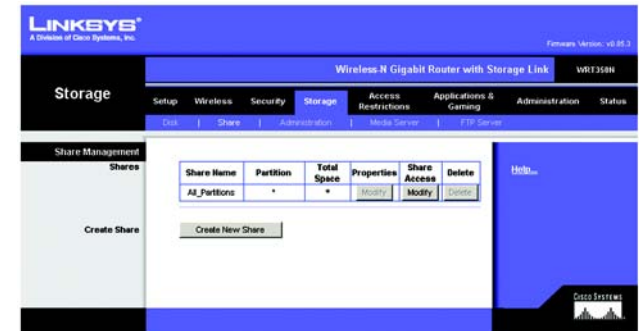 LINKSYS®
A Division of Cisco Systems, Inc.
Firmware Version: v0.95.3
Wireless-N Gigabit Router with Storage Link WRT350N
Storage
Setup Wireless Security Storage Access Restrictions Applications & Gaming Administration Status
Disk | Share | Administration | Media Server | FTP Server
Share Management
Shares
Share Name Partition Total Space Properties Share Access Delete
All_Partitions * * Modify Modify Delete
Help...
Create Share
Create New Share
CISCO SYSTEMS